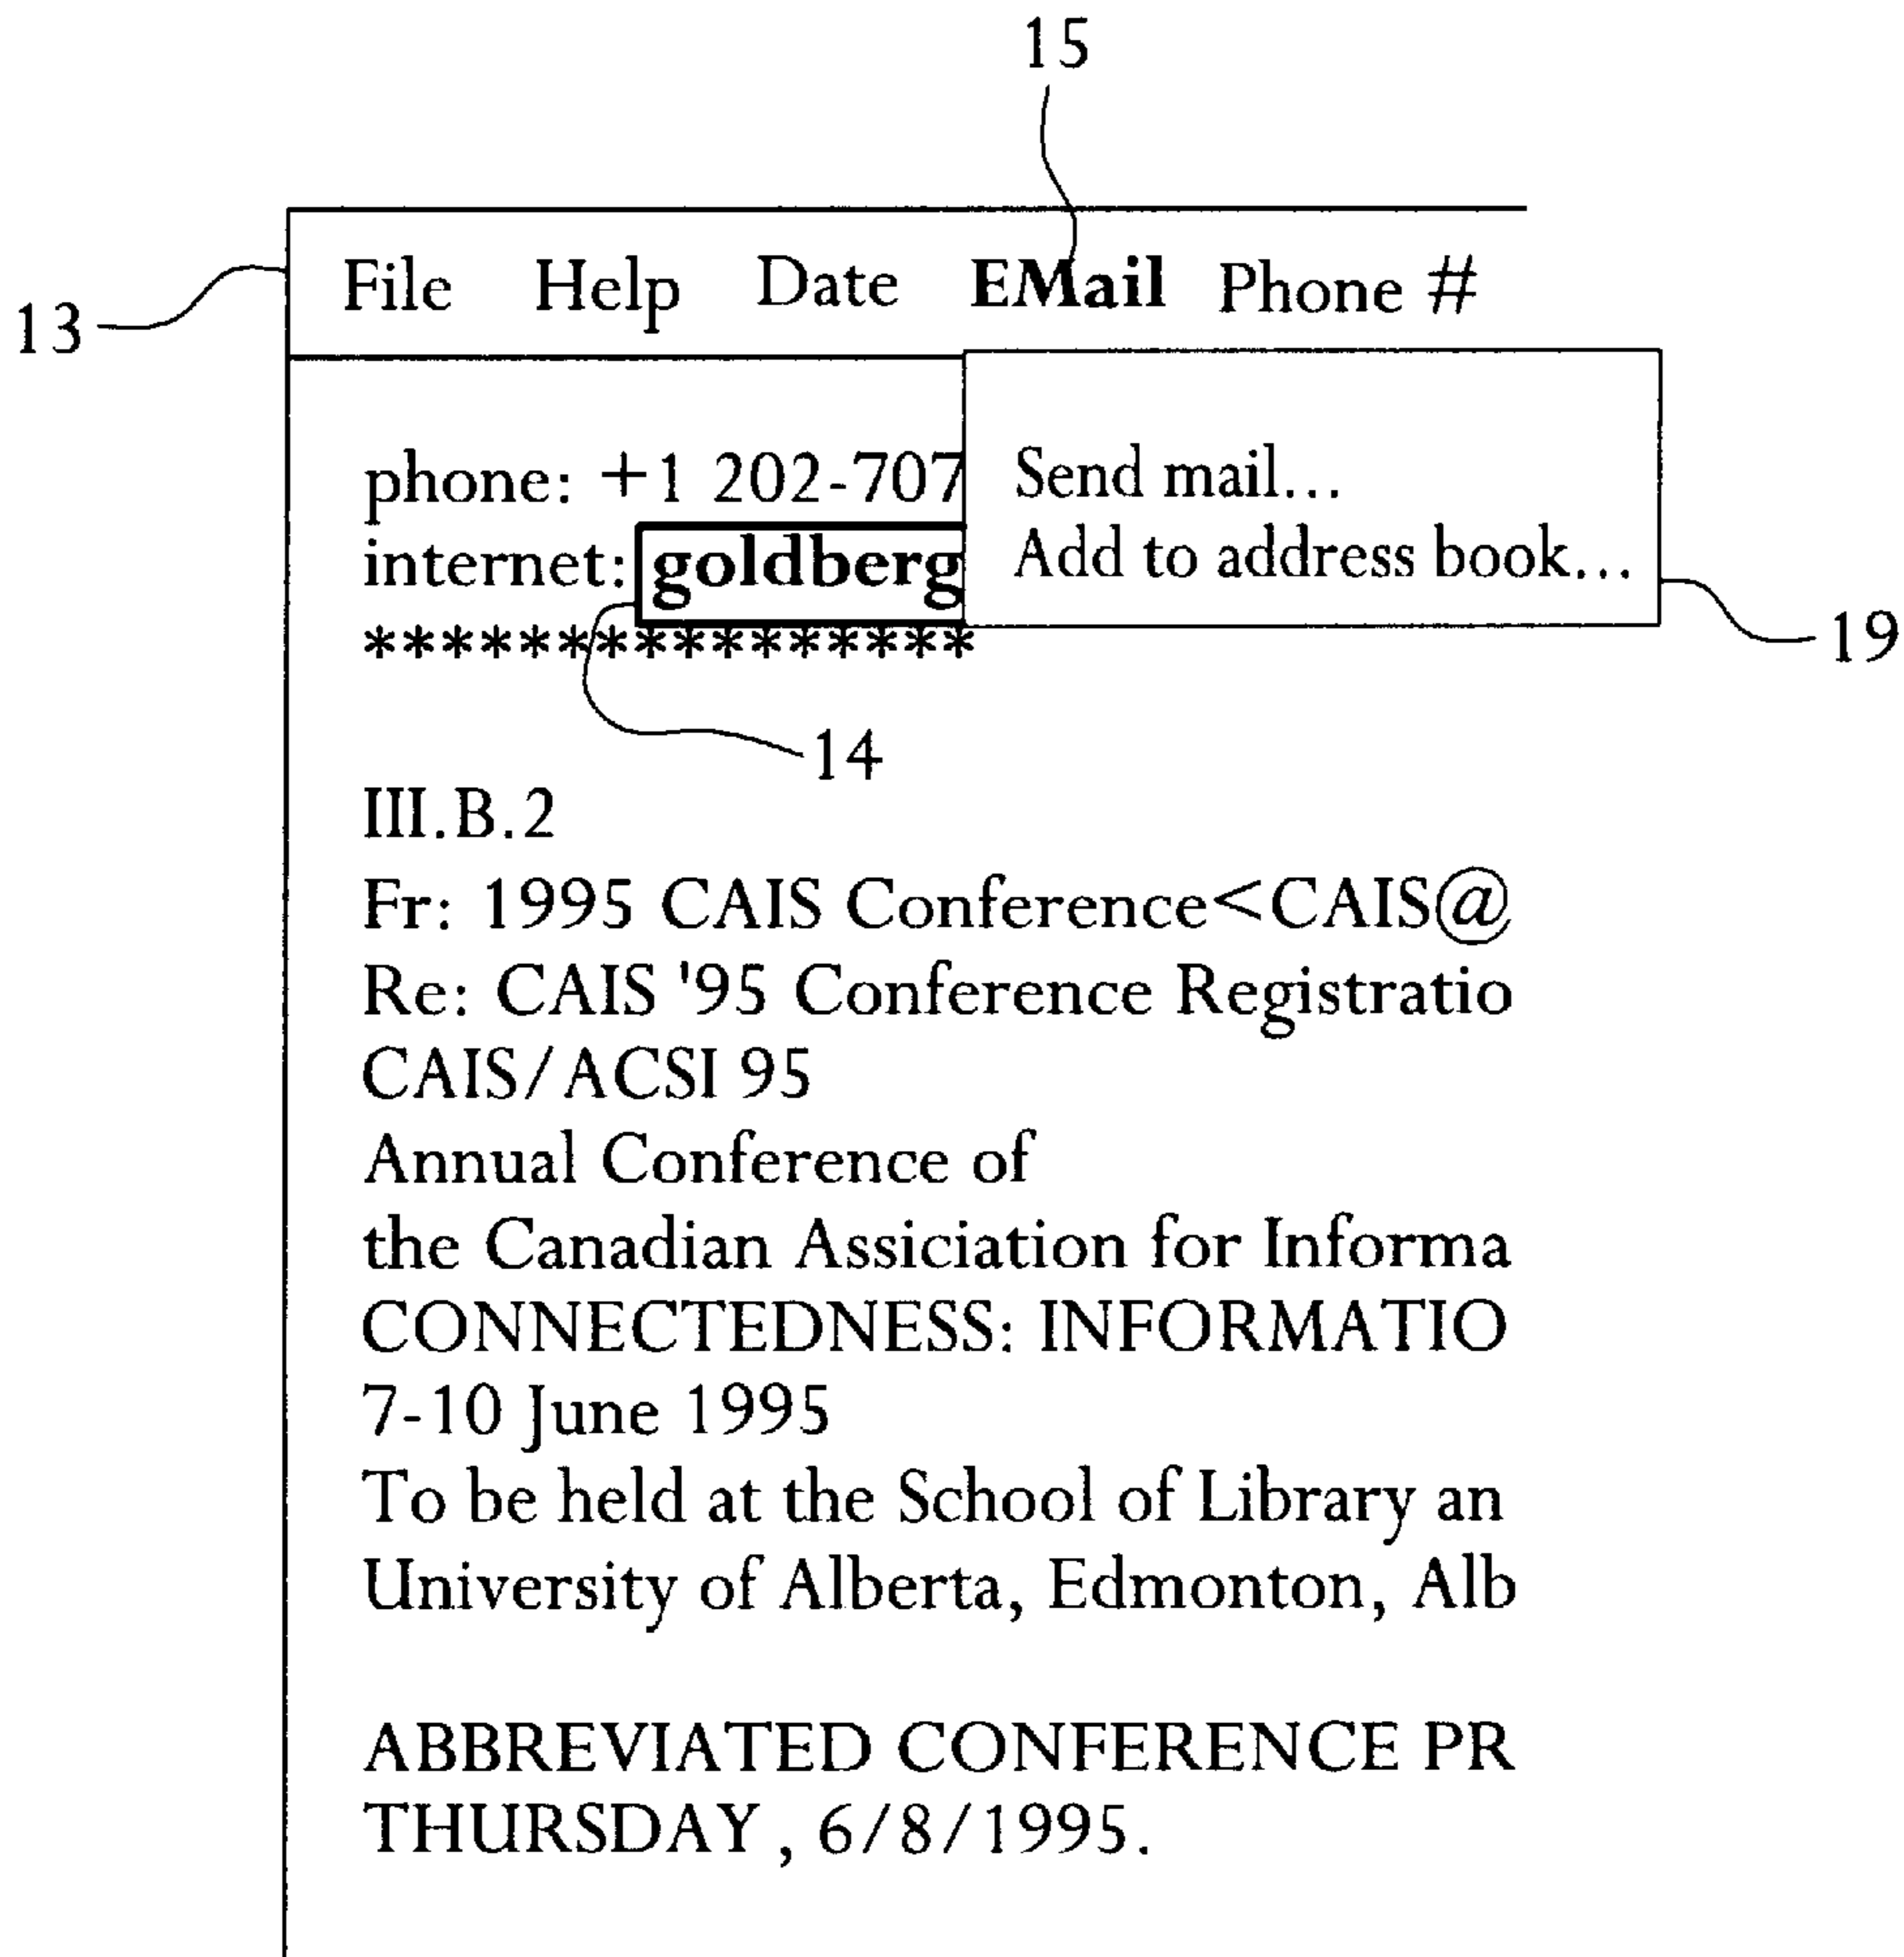 15
File Help Date EMail Phone #
13
phone: +1 202-707
Send mail...
internet: goldberg
Add to address book...
19
****************
14
III.B.2
Fr: 1995 CAIS Conference<CAIS@
Re: CAIS '95 Conference Registratio
CAIS/ACSI 95
Annual Conference of
the Canadian Assiciation for Informa
CONNECTEDNESS: INFORMATIO
7-10 June 1995
To be held at the School of Library an
University of Alberta, Edmonton, Alb
ABBREVIATED CONFERENCE PR
THURSDAY, 6/8/1995.